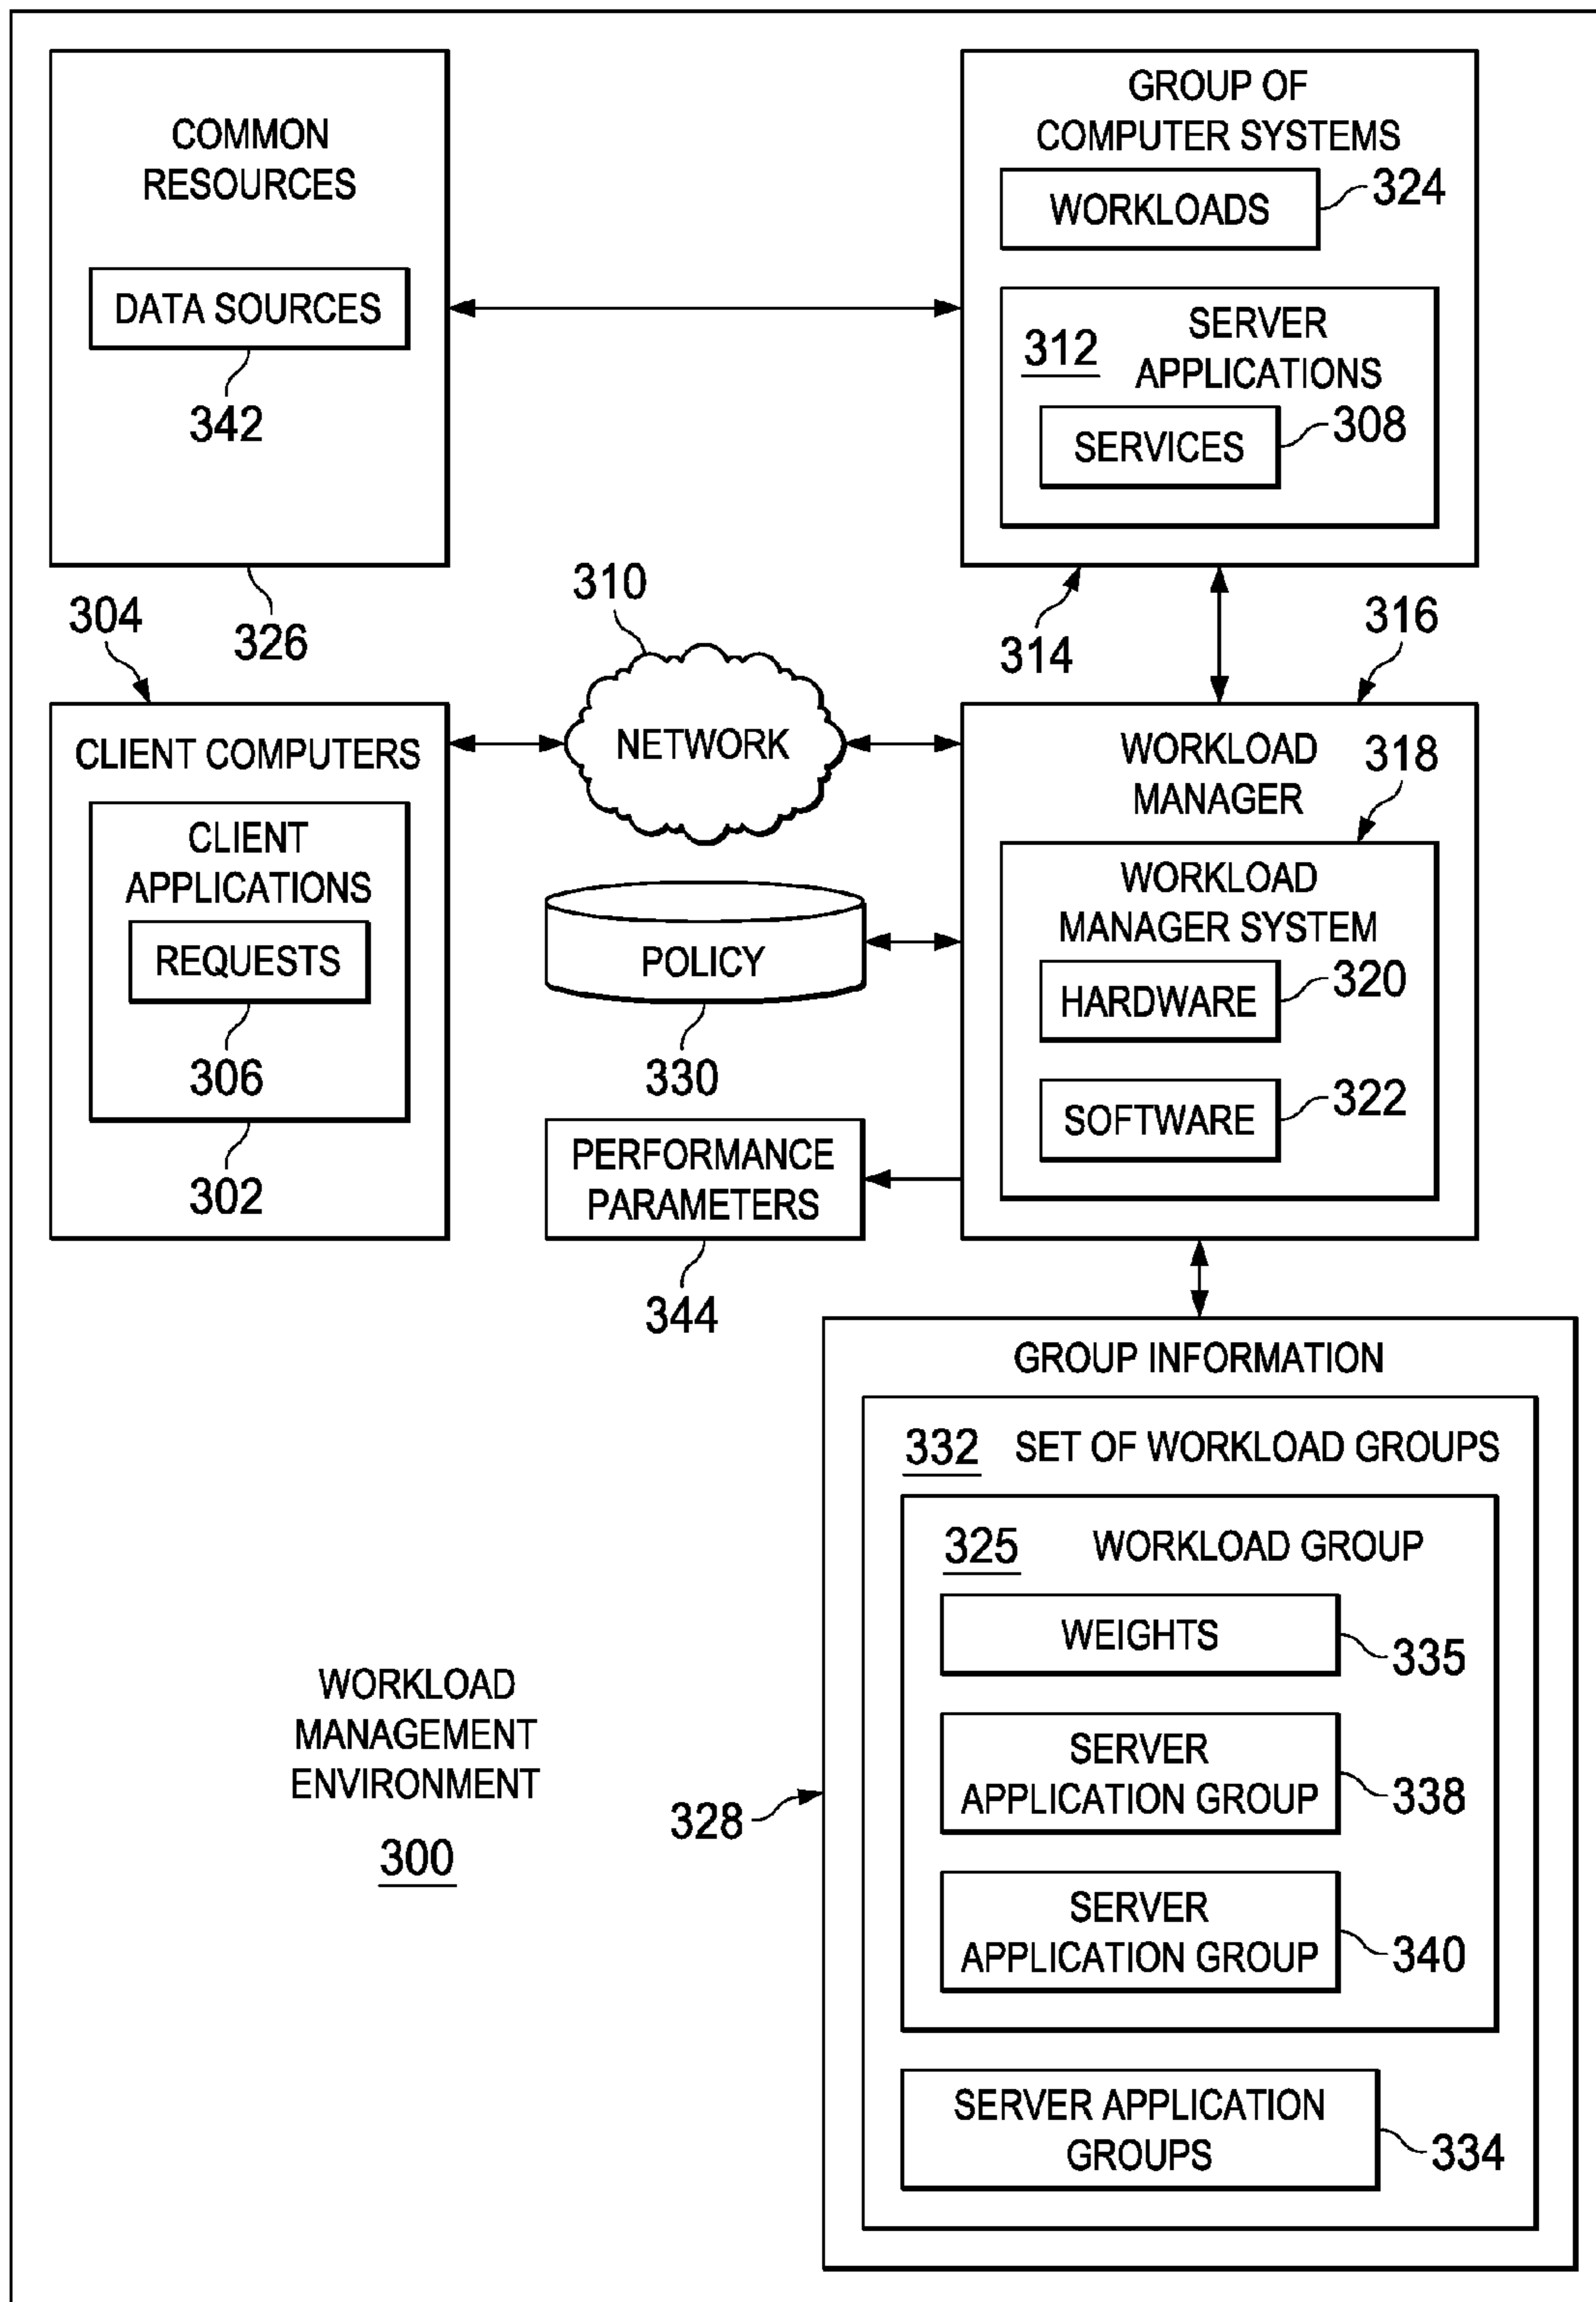 COMMON
RESOURCES
DATA SOURCES
342
326
GROUP OF
COMPUTER SYSTEMS
WORKLOADS
324
312
SERVER
APPLICATIONS
SERVICES
308
314
304
CLIENT COMPUTERS
CLIENT
APPLICATIONS
REQUESTS
306
302
310
NETWORK
POLICY
330
PERFORMANCE
PARAMETERS
344
316
WORKLOAD
MANAGER
318
WORKLOAD
MANAGER SYSTEM
HARDWARE
320
SOFTWARE
322
GROUP INFORMATION
332 SET OF WORKLOAD GROUPS
325 WORKLOAD GROUP
WEIGHTS
335
SERVER
APPLICATION GROUP
338
SERVER
APPLICATION GROUP
340
SERVER APPLICATION
GROUPS
334
328
WORKLOAD
MANAGEMENT
ENVIRONMENT
300